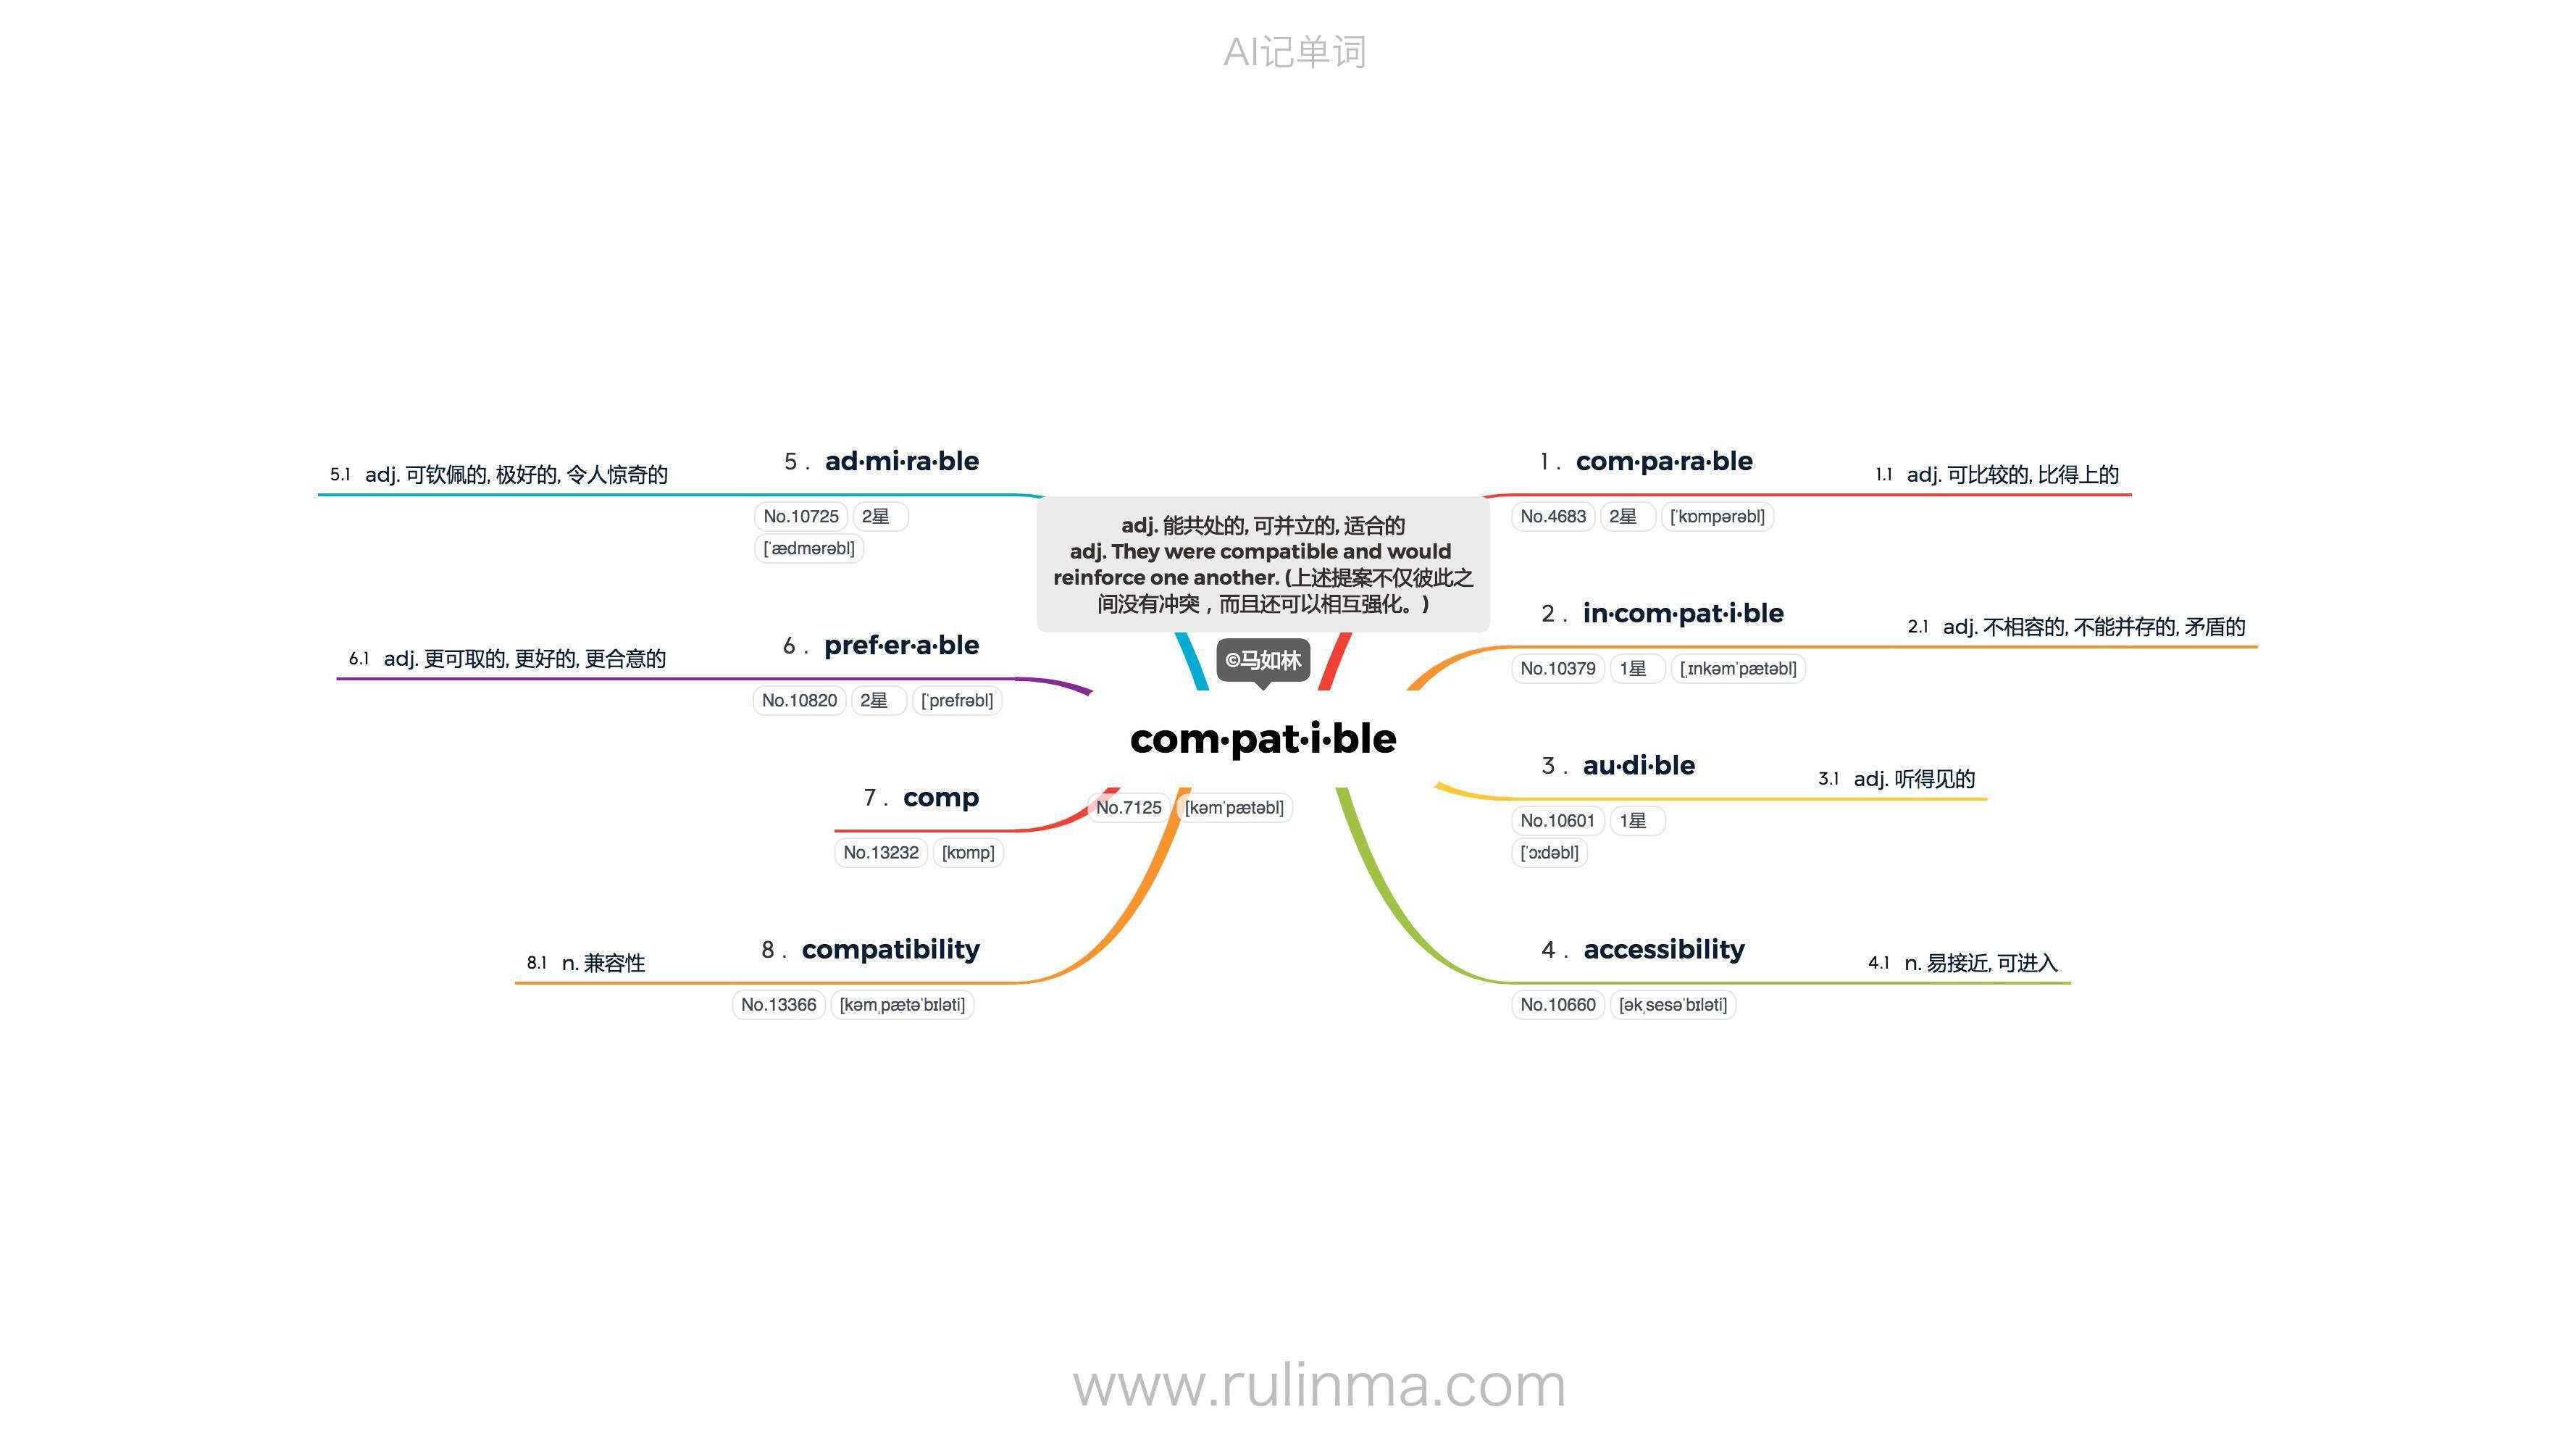 AI记单词
adj. 能共处的, 可并立的, 适合的
adj. They were compatible and would
reinforce one another. (上述提案不仅彼此之
间没有冲突，而且还可以相互强化。)
©马如林
com·pat·i·ble
No.7125 [kəmˈpætəbl]
1 . com·pa·ra·ble
No.4683 2星 [ˈkɒmpərəbl]
1.1 adj. 可比较的, 比得上的
2 . in·com·pat·i·ble
No.10379 1星 [ˌɪnkəmˈpætəbl]
2.1 adj. 不相容的, 不能并存的, 矛盾的
3 . au·di·ble
No.10601 1星
[ˈɔːdəbl]
3.1 adj. 听得见的
4 . accessibility
No.10660 [əkˌsesəˈbɪləti]
4.1 n. 易接近, 可进入
5 . ad·mi·ra·ble
No.10725 2星
[ˈædmərəbl]
5.1 adj. 可钦佩的, 极好的, 令人惊奇的
6 . pref·er·a·ble
No.10820 2星 [ˈprefrəbl]
6.1 adj. 更可取的, 更好的, 更合意的
7 . comp
No.13232 [kɒmp]
8 . compatibility
No.13366 [kəmˌpætəˈbɪləti]
8.1 n. 兼容性
www.rulinma.com